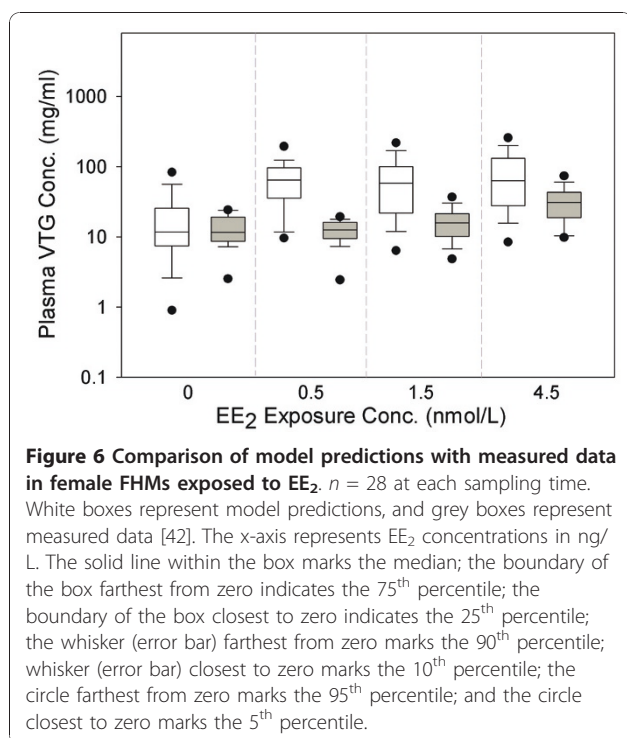 1000
100
10
1
0.1
Plasma VTG Conc. (mg/ml)
0 0.5 1.5 4.5
EE2 Exposure Conc. (nmol/L)
Figure 6 Comparison of model predictions with measured data
in female FHMs exposed to EE2. n = 28 at each sampling time.
White boxes represent model predictions, and grey boxes represent
measured data [42]. The x-axis represents EE2 concentrations in ng/
L. The solid line within the box marks the median; the boundary of
the box farthest from zero indicates the 75th percentile; the
boundary of the box closest to zero indicates the 25th percentile;
the whisker (error bar) farthest from zero marks the 90th percentile;
whisker (error bar) closest to zero marks the 10th percentile; the
circle farthest from zero marks the 95th percentile; and the circle
closest to zero marks the 5th percentile.